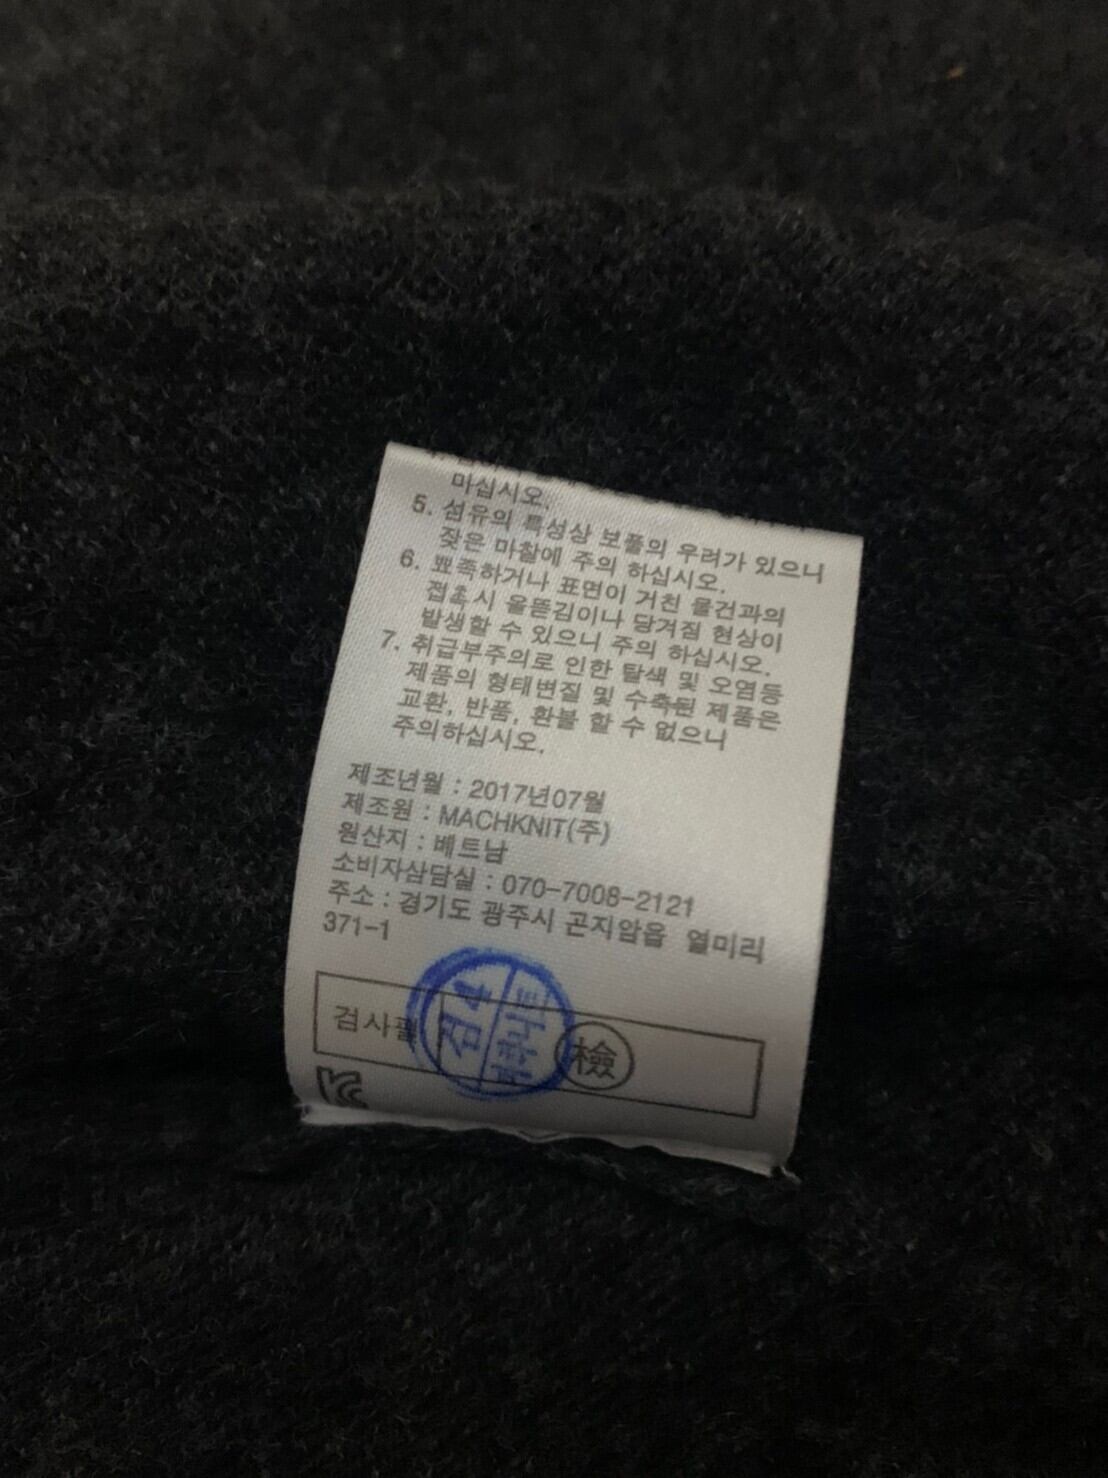 마십시오.
5. 섬유의 특성상 보풀의 우려가 있으니
잦은 마찰에 주의 하십시오.
6. 뾰족하거나 표면이 거친 물건과의
접촉시 올뜯김이나 당겨짐 현상이
발생할 수 있으니 주의 하십시오.
7. 취급부주의로 인한 탈색 및 오염등
제품의 형태변질 및 수축된 제품은
교환, 반품, 환불 할 수 없으니
주의하십시오.
제조년월 : 2017년07월
제조원 : MACHKNIT(주)
원산지 : 베트남
소비자상담실 : 070-7008-2121
주소 : 경기도 광주시 곤지암읍 열미리
371-1
검사필 검 4 檢
KC